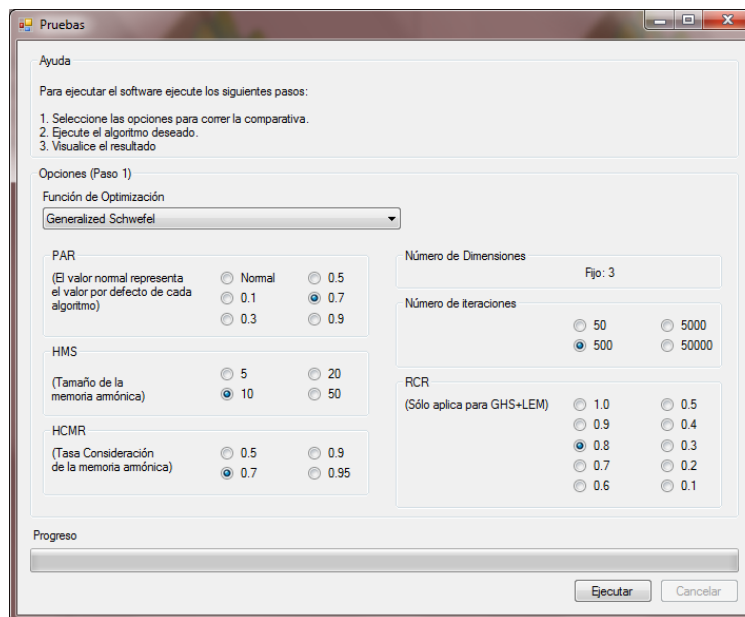 Pruebas
Ayuda
Para ejecutar el software ejecute los siguientes pasos:
1. Seleccione las opciones para correr la comparativa.
2. Ejecute el algoritmo deseado.
3. Visualice el resultado
Opciones (Paso 1)
Función de Optimización
Generalized Schwefel
PAR
(El valor normal representa
el valor por defecto de cada
algoritmo)
Normal 0.5
0.1 0.7
0.3 0.9
HMS
(Tamaño de la
memoria armónica)
5 20
10 50
HCMR
(Tasa Consideración
de la memoria armónica)
0.5 0.9
0.7 0.95
Número de Dimensiones
Fijo: 3
Número de iteraciones
50 5000
500 50000
RCR
(Sólo aplica para GHS+LEM)
1.0 0.5
0.9 0.4
0.8 0.3
0.7 0.2
0.6 0.1
Progreso
Ejecutar Cancelar